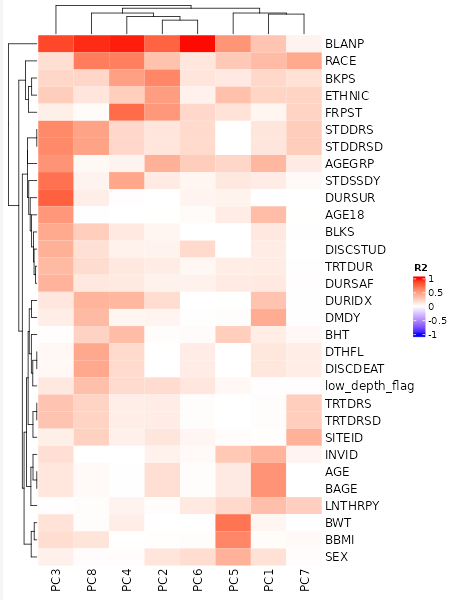 BLANP
RACE
BKPS
ETHNIC
FRPST
STDDRS
STDDRSD
AGEGRP
STDSSDY
DURSUR
AGE18
BLKS
DISCSTUD
TRTDUR
DURSAF
DURIDX
DMDY
BHT
DTHFL
DISCDEAT
low_depth_flag
TRTDRS
TRTDRSD
SITEID
INVID
AGE
BAGE
LNTHRPY
BWT
BBMI
SEX
R2
1
0.5
0
-0.5
-1
PC3 PC8 PC4 PC2 PC6 PC5 PC1 PC7